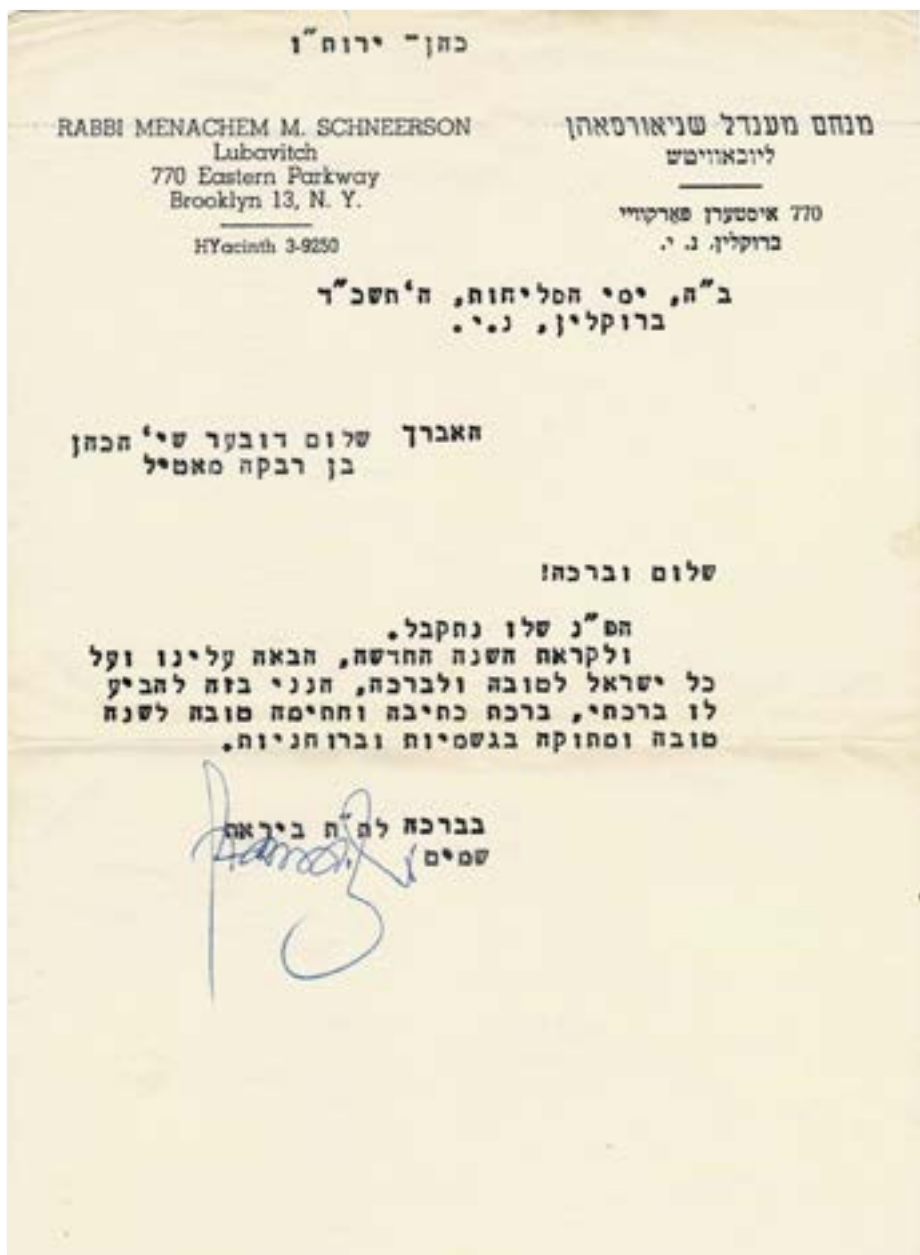 כהן- ירות"ו
RABBI MENACHEM M. SCHNEERSON
Lubavitch
770 Eastern Parkway
Brooklyn 13, N. Y.
HYacinth 3-9250
מנחם מענדל שניאורסאהן
ליובאוויטש
770 איסטערן פארקוויי
ברוקלין. נ. י.
ב"ה, ימי הסליחות, ה'תשכ"ד
ברוקלין, נ.י.
האברך שלום דובער שי' הכהן
בן רבקה מאטיל
שלום וברכה!
הפ"נ שלו נתקבל.
ולקראת השנה החדשה, הבאה עלינו ועל
כל ישראל לטובה ולברכה, הנני בזה להביע
לו ברכתי, ברכת כתיבה וחתימה טובה לשנה
טובה ומתוקה בגשמיות וברוחניות.
בברכה לת"ת ביראת
שמים